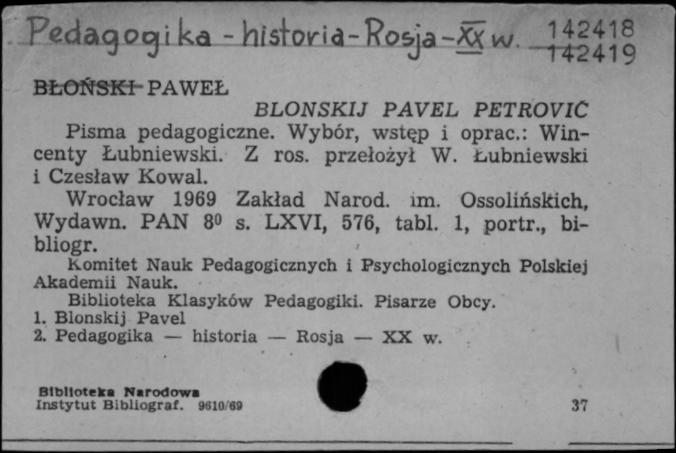 Pedagogika - historia - Rosja - XX w. 142418
142419
BŁOŃSKI PAWEŁ
BLONSKIJ PAVEL PETROVIČ
Pisma pedagogiczne. Wybór, wstęp i oprac.: Win-
centy Łubniewski. Z ros. przełożył W. Łubniewski
i Czesław Kowal.
Wrocław 1969 Zakład Narod. im. Ossolińskich,
Wydawn. PAN 8⁰ s. LXVI, 576, tabl. 1, portr., bi-
bliogr.
Komitet Nauk Pedagogicznych i Psychologicznych Polskiej
Akademii Nauk.
Biblioteka Klasyków Pedagogiki. Pisarze Obcy.
1. Blonskij Pavel
2. Pedagogika — historia — Rosja — XX w.
Biblioteka Narodowa
Instytut Bibliograf. 9610/69 37